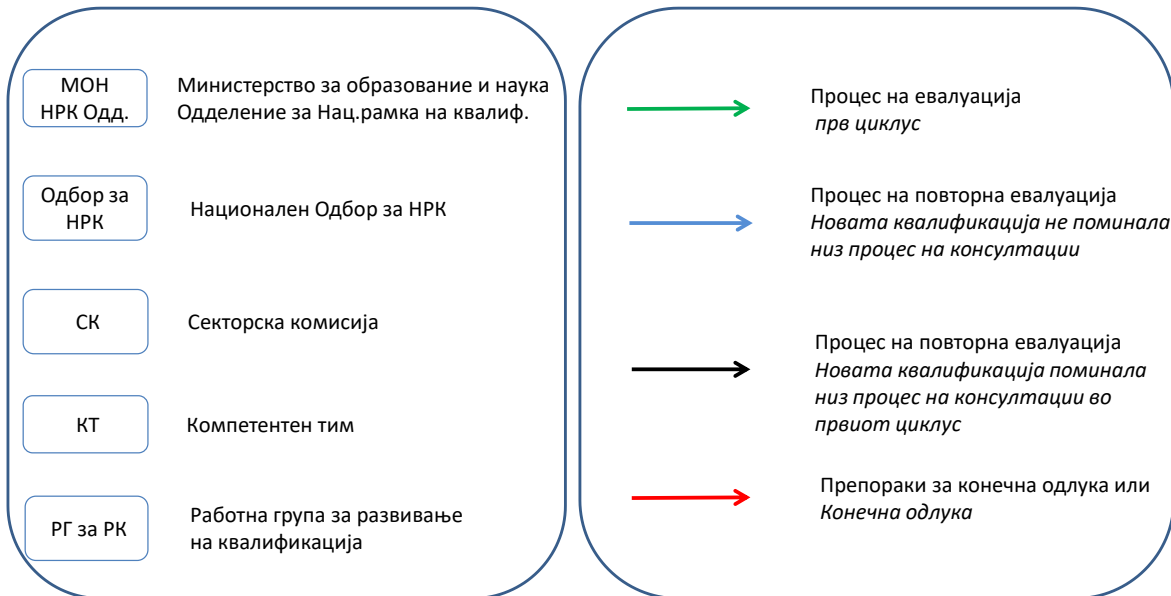 МОН
НРК Одд.
Министерство за образование и наука
Одделение за Нац.рамка на квалиф.
Одбор за
НРК
Национален Одбор за НРК
СК
Секторска комисија
КТ
Компетентен тим
РГ за РК
Работна група за развивање
на квалификација
Процес на евалуација
прв циклус
Процес на повторна евалуација
Новата квалификација не поминала
низ процес на консултации
Процес на повторна евалуација
Новата квалификација поминала
низ процес на консултации во
првиот циклус
Препораки за конечна одлука или
Конечна одлука